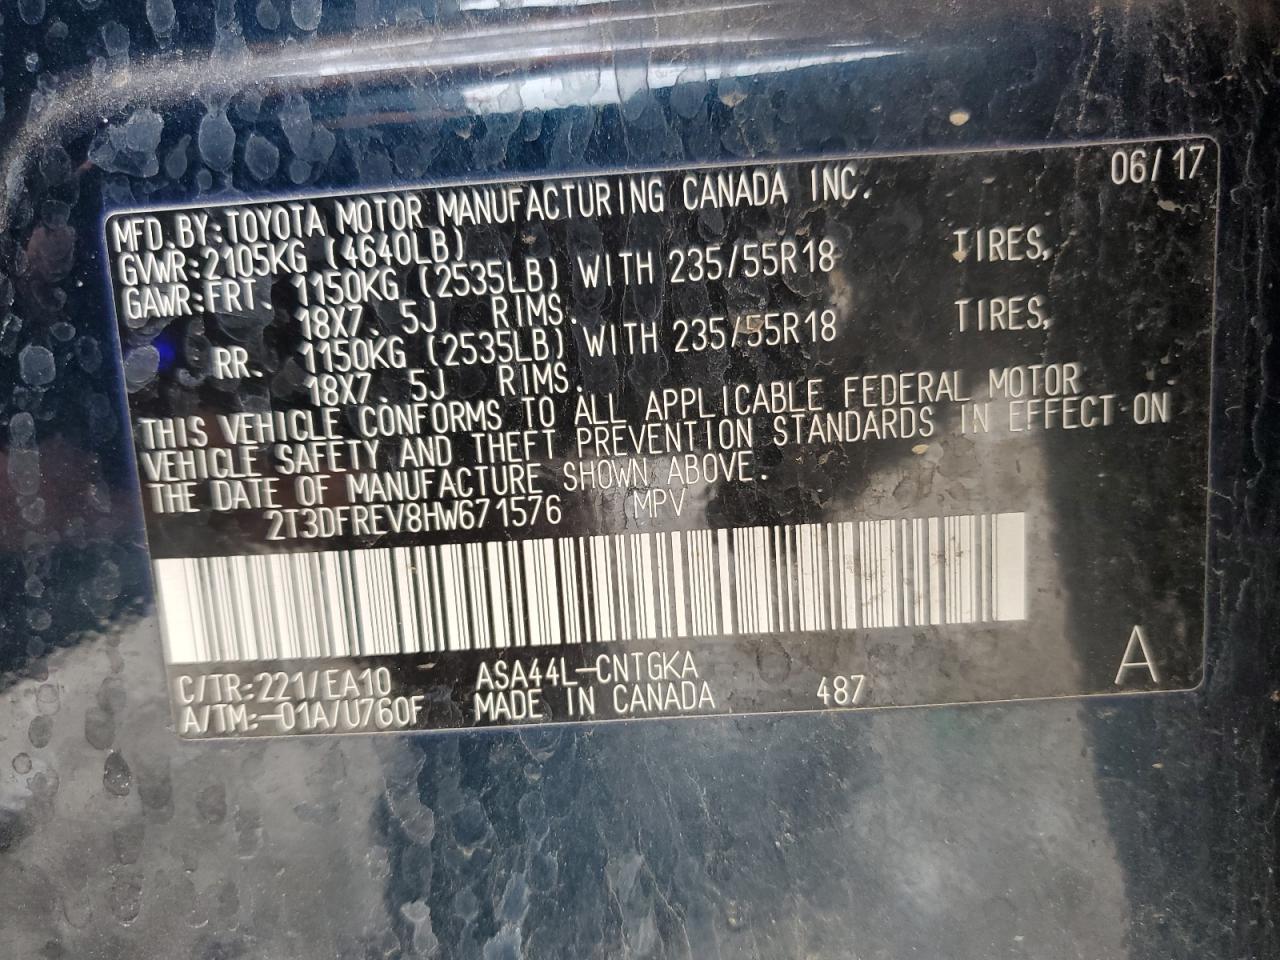 06/17
MFD.BY:TOYOTA MOTOR MANUFACTURING CANADA INC.
GVWR:2105KG (4640LB)
GAWR:FRT. 1150KG (2535LB) WITH 235/55R18 TIRES,
18X7.5J RIMS.
RR. 1150KG (2535LB) WITH 235/55R18 TIRES,
18X7.5J RIMS.
THIS VEHICLE CONFORMS TO ALL APPLICABLE FEDERAL MOTOR
VEHICLE SAFETY AND THEFT PREVENTION STANDARDS IN EFFECT ON
THE DATE OF MANUFACTURE SHOWN ABOVE.
2T3DFREV8HW671576 MPV
C/TR:221/EA10 ASA44L-CNTGKA
A/TM:-01A/U760F MADE IN CANADA 487 A